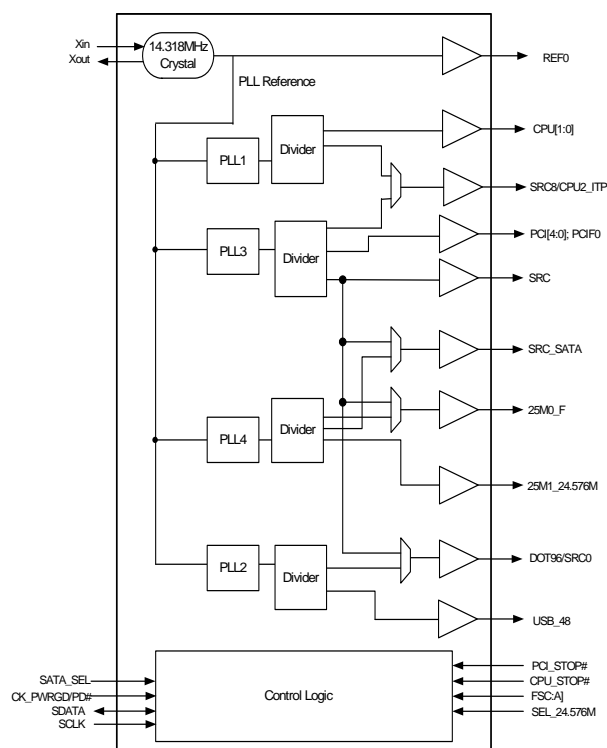 Xin
Xout
14.318MHz
Crystal
REF0
PLL Reference
CPU[1:0]
PLL1
Divider
SRC8/CPU2_ITP
PCI[4:0]; PCIF0
PLL3
Divider
SRC
SRC_SATA
25M0_F
PLL4
Divider
25M1_24.576M
DOT96/SRC0
PLL2
Divider
USB_48
SATA_SEL
CK_PWRGD/PD#
SDATA
SCLK
Control Logic
PCI_STOP#
CPU_STOP#
FSC:A]
SEL_24.576M